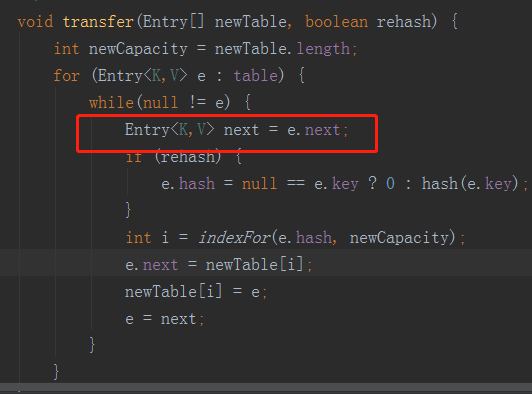 void transfer(Entry[] newTable, boolean rehash) {
    int newCapacity = newTable.length;
    for (Entry<K,V> e : table) {
        while(null != e) {
            Entry<K,V> next = e.next;
            if (rehash) {
                e.hash = null == e.key ? 0 : hash(e.key);
            }
            int i = indexFor(e.hash, newCapacity);
            e.next = newTable[i];
            newTable[i] = e;
            e = next;
        }
    }